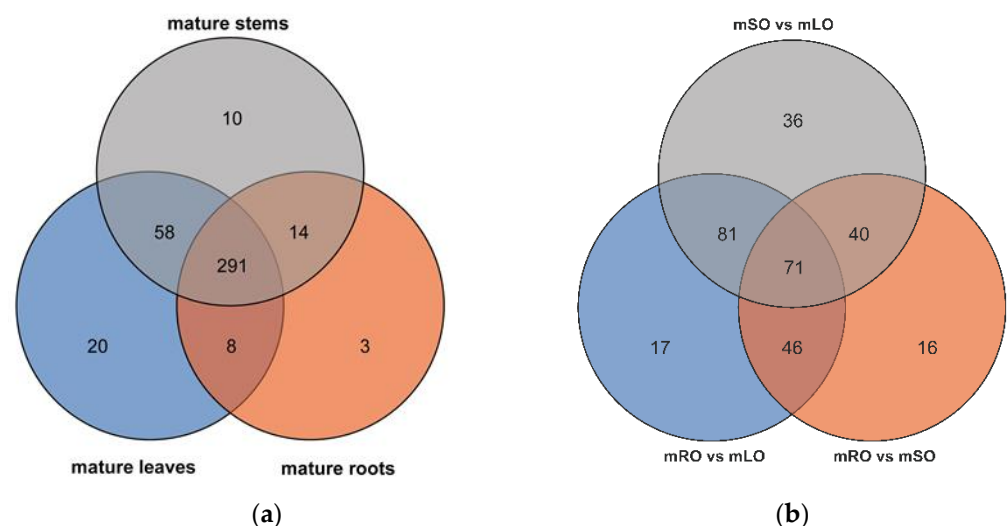 mature stems
10
58
14
291
20
8
3
mature leaves
mature roots
(a)
mSO vs mLO
36
81
40
71
17
46
16
mRO vs mLO
mRO vs mSO
(b)